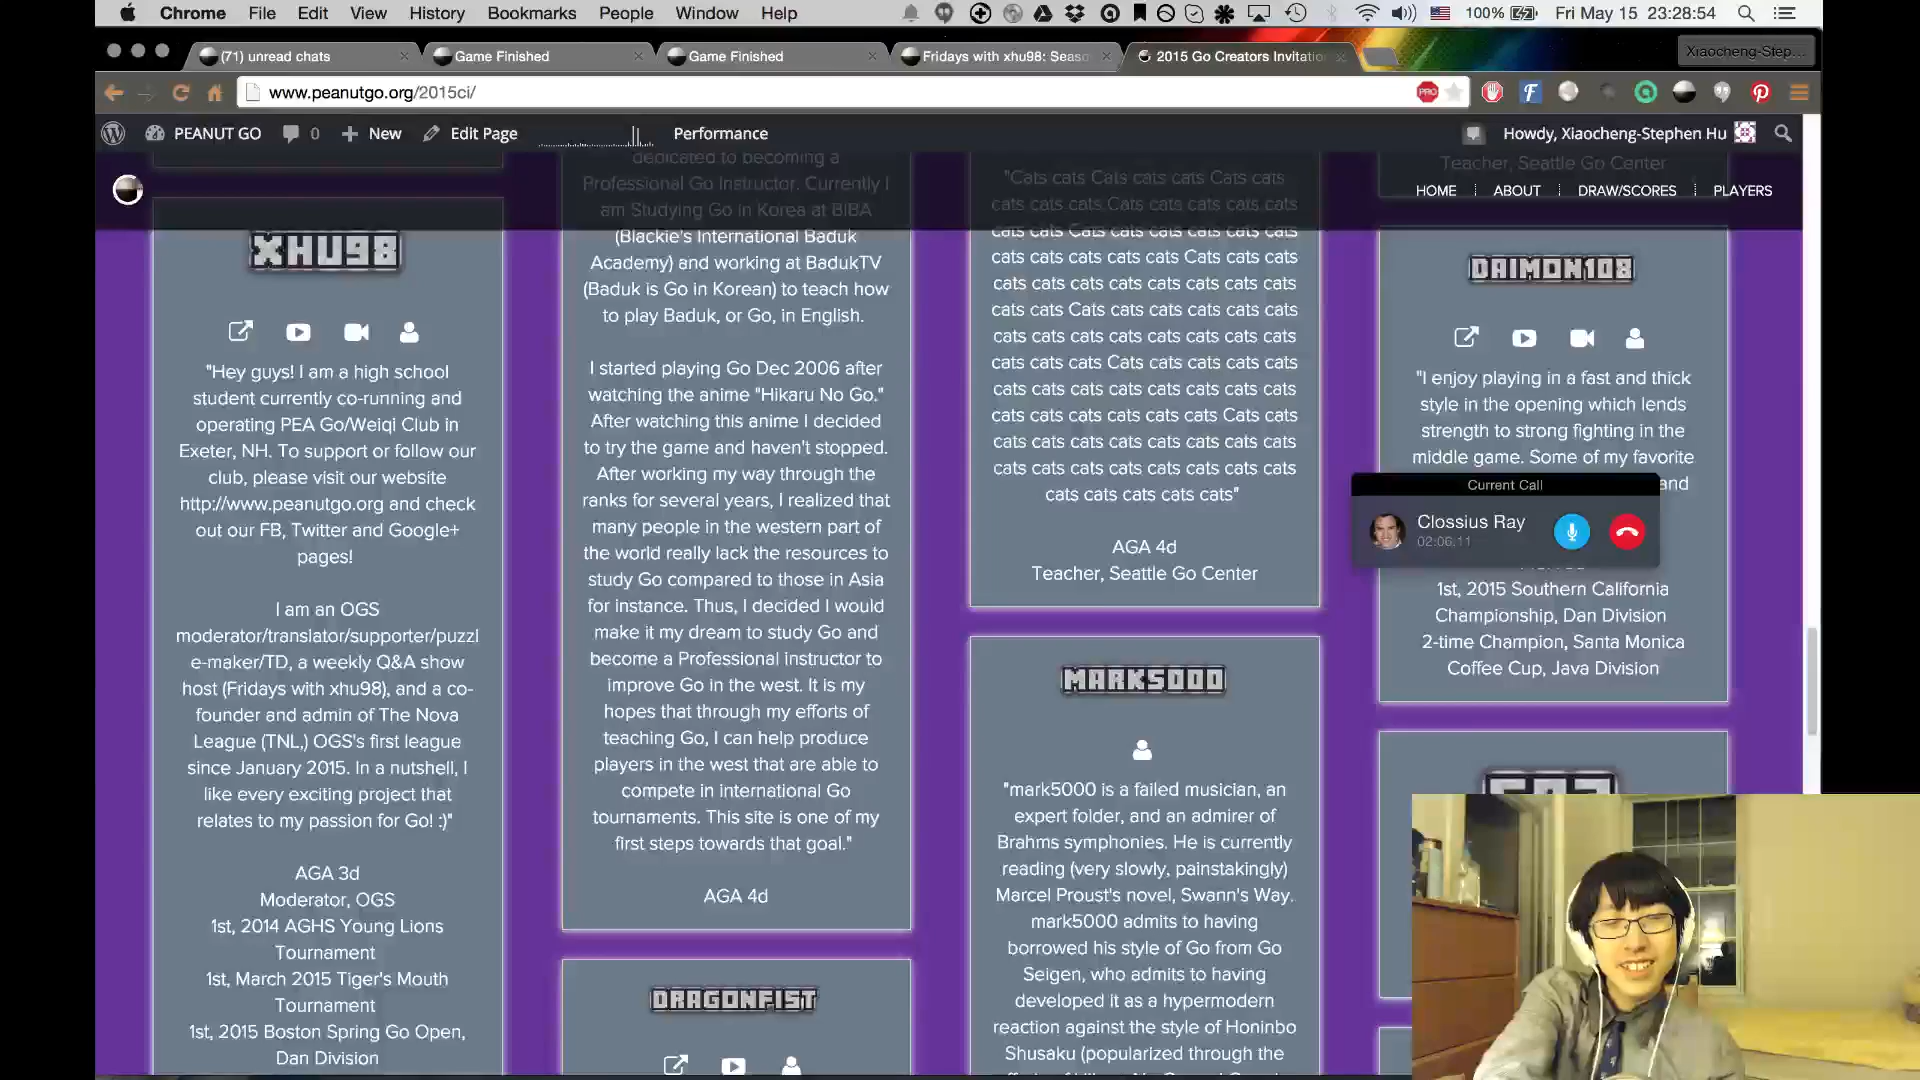 Chrome File Edit View History Bookmarks People Window Help 100% Fri May 15 23:28:54
(71) unread chats
Game Finished
Game Finished
Fridays with xhu98: Seaso
2015 Go Creators Invitatio
Xiaocheng-Step...
www.peanutgo.org/2015ci/
PRO
PEANUT GO 0 New Edit Page Performance Howdy, Xiaocheng-Stephen Hu
HOME ABOUT DRAW/SCORES PLAYERS
XHU98
"Hey guys! I am a high school
student currently co-running and
operating PEA Go/Weiqi Club in
Exeter, NH. To support or follow our
club, please visit our website
http://www.peanutgo.org and check
out our FB, Twitter and Google+
pages!
I am an OGS
moderator/translator/supporter/puzzl
e-maker/TD, a weekly Q&A show
host (Fridays with xhu98), and a co-
founder and admin of The Nova
League (TNL,) OGS's first league
since January 2015. In a nutshell, I
like every exciting project that
relates to my passion for Go! :)"
AGA 3d
Moderator, OGS
1st, 2014 AGHS Young Lions
Tournament
1st, March 2015 Tiger's Mouth
Tournament
1st, 2015 Boston Spring Go Open,
Dan Division
dedicated to becoming a
Professional Go Instructor. Currently I
am Studying Go in Korea at BIBA
(Blackie's International Baduk
Academy) and working at BadukTV
(Baduk is Go in Korean) to teach how
to play Baduk, or Go, in English.
I started playing Go Dec 2006 after
watching the anime "Hikaru No Go."
After watching this anime I decided
to try the game and haven't stopped.
After working my way through the
ranks for several years, I realized that
many people in the western part of
the world really lack the resources to
study Go compared to those in Asia
for instance. Thus, I decided I would
make it my dream to study Go and
become a Professional instructor to
improve Go in the west. It is my
hopes that through my efforts of
teaching Go, I can help produce
players in the west that are able to
compete in international Go
tournaments. This site is one of my
first steps towards that goal."
AGA 4d
DRAGONFIST
"Cats cats Cats cats cats Cats cats
cats cats cats Cats cats cats cats cats
cats cats Cats cats cats cats cats cats
cats cats cats cats cats Cats cats cats
cats cats cats cats cats cats cats cats
cats cats Cats cats cats cats cats cats
cats cats cats cats cats cats cats cats
cats cats cats Cats cats cats cats cats
cats cats cats cats cats cats cats cats
cats cats cats cats cats Cats cats cats
cats cats cats cats cats cats cats cats
cats cats cats cats cats cats cats cats
cats cats cats cats cats"
AGA 4d
Teacher, Seattle Go Center
MARK5000
"mark5000 is a failed musician, an
expert folder, and an admirer of
Brahms symphonies. He is currently
reading (very slowly, painstakingly)
Marcel Proust's novel, Swann's Way.
mark5000 admits to having
borrowed his style of Go from Go
Seigen, who admits to having
developed it as a hypermodern
reaction against the style of Honinbo
Shusaku (popularized through the
Teacher, Seattle Go Center
DAIMON108
"I enjoy playing in a fast and thick
style in the opening which lends
strength to strong fighting in the
middle game. Some of my favorite
and
Current Call
Clossius Ray
02:06:11
1st, 2015 Southern California
Championship, Dan Division
2-time Champion, Santa Monica
Coffee Cup, Java Division